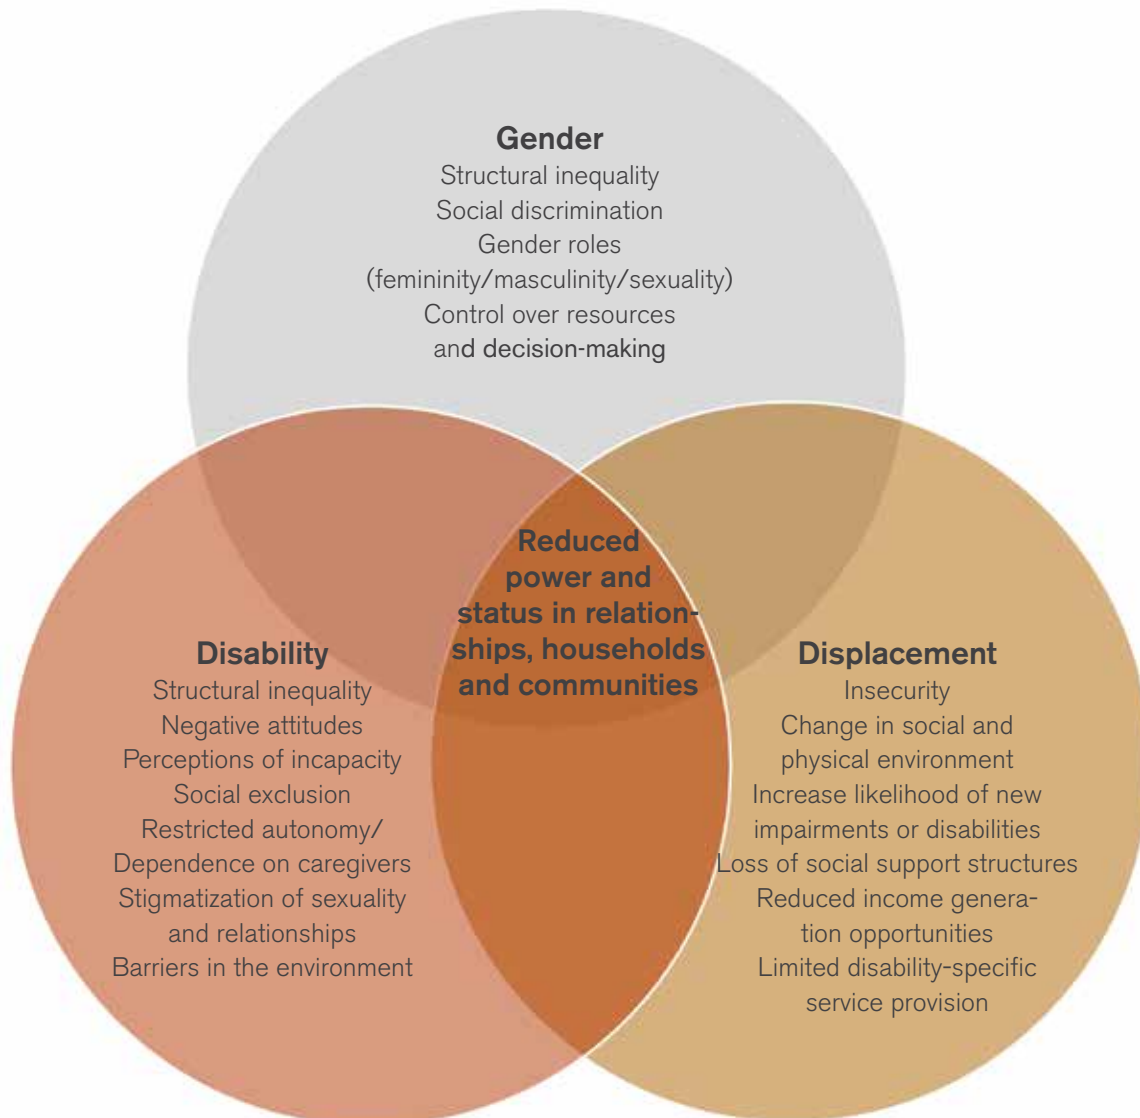 Gender
Structural inequality
Social discrimination
Gender roles
(femininity/masculinity/sexuality)
Control over resources
and decision-making
Reduced
power and
status in relation-
ships, households
and communities
Disability
Structural inequality
Negative attitudes
Perceptions of incapacity
Social exclusion
Restricted autonomy/
Dependence on caregivers
Stigmatization of sexuality
and relationships
Barriers in the environment
Displacement
Insecurity
Change in social and
physical environment
Increase likelihood of new
impairments or disabilities
Loss of social support structures
Reduced income genera-
tion opportunities
Limited disability-specific
service provision